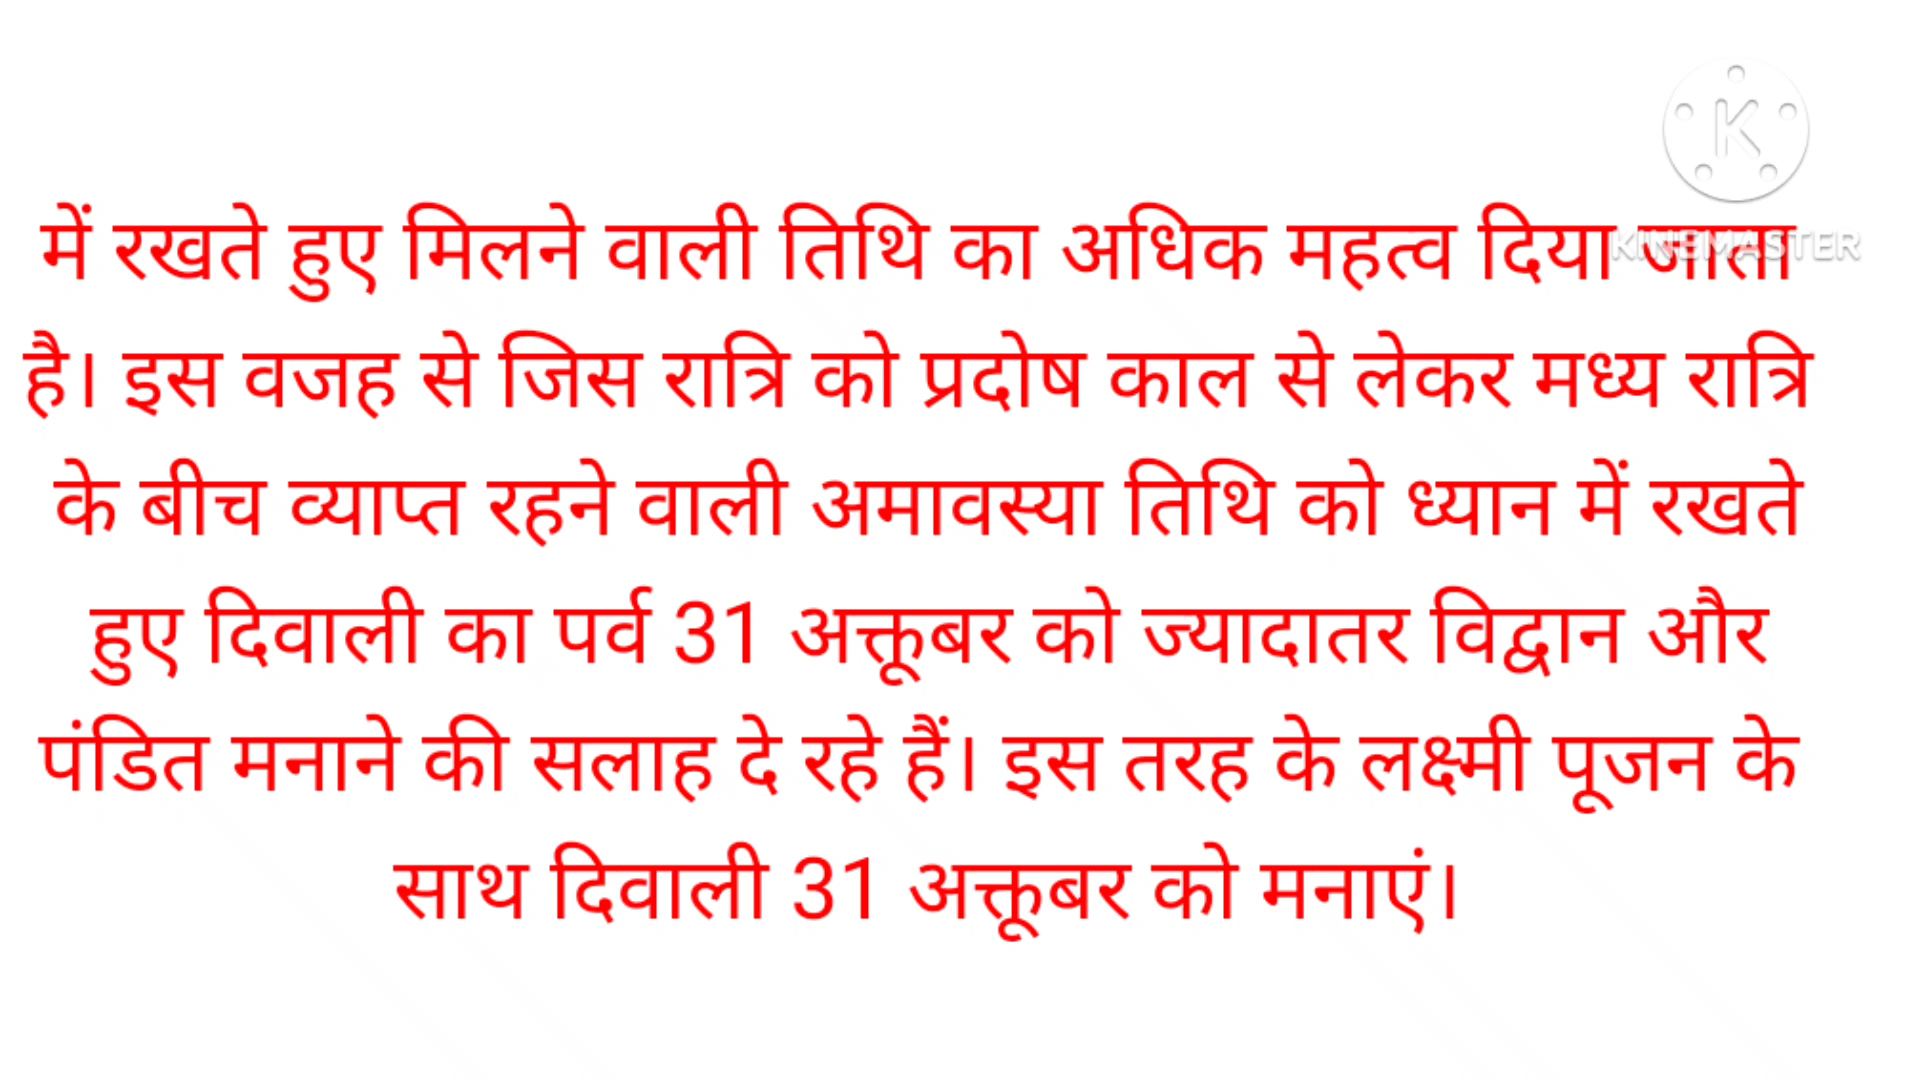 में रखते हुए मिलने वाली तिथि का अधिक महत्व दिया जाता
KINEMASTER
है। इस वजह से जिस रात्रि को प्रदोष काल से लेकर मध्य रात्रि
के बीच व्याप्त रहने वाली अमावस्या तिथि को ध्यान में रखते
हुए दिवाली का पर्व 31 अक्तूबर को ज्यादातर विद्वान और
पंडित मनाने की सलाह दे रहे हैं। इस तरह के लक्ष्मी पूजन के
साथ दिवाली 31 अक्तूबर को मनाएं।